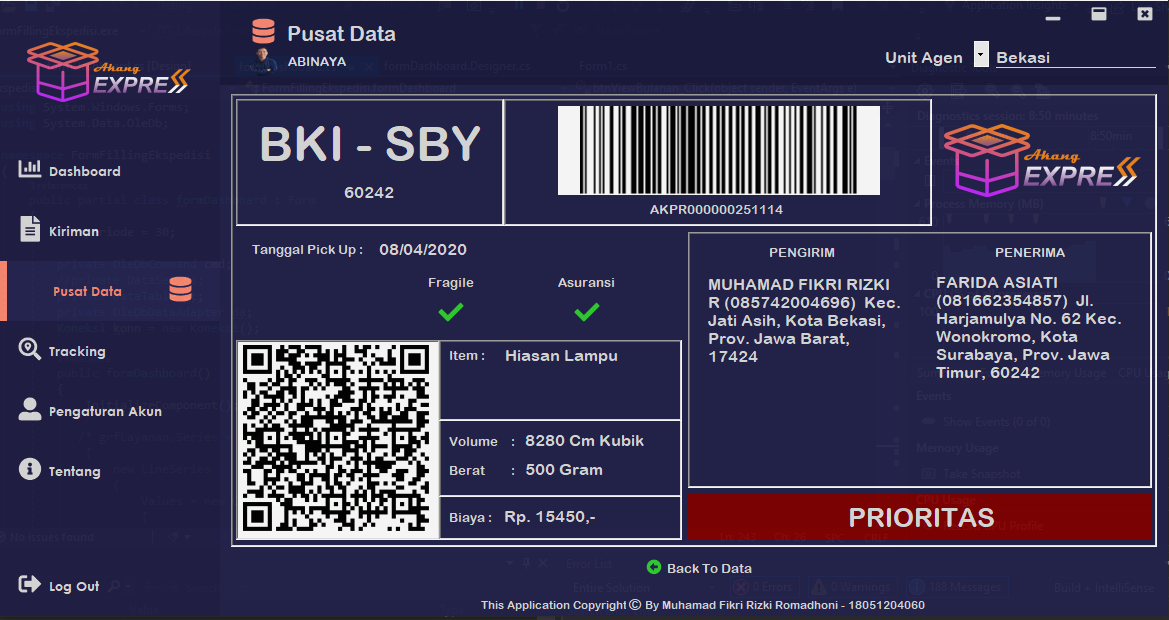 Pusat Data
ABINAYA
Unit Agen
Bekasi
Akang
EXPRESS
Dashboard
Kiriman
Pusat Data
Tracking
Pengaturan Akun
Tentang
Log Out
BKI - SBY
60242
AKPR000000251114
Akang
EXPRESS
Tanggal Pick Up : 08/04/2020
Fragile
Asuransi
Item : Hiasan Lampu
Volume : 8280 Cm Kubik
Berat : 500 Gram
Biaya : Rp. 15450,-
PENGIRIM
MUHAMAD FIKRI RIZKI
R (085742004696) Kec.
Jati Asih, Kota Bekasi,
Prov. Jawa Barat,
17424
PENERIMA
FARIDA ASIATI
(081662354857) Jl.
Harjamulya No. 62 Kec.
Wonokromo, Kota
Surabaya, Prov. Jawa
Timur, 60242
PRIORITAS
Back To Data
This Application Copyright © By Muhamad Fikri Rizki Romadhoni - 18051204060